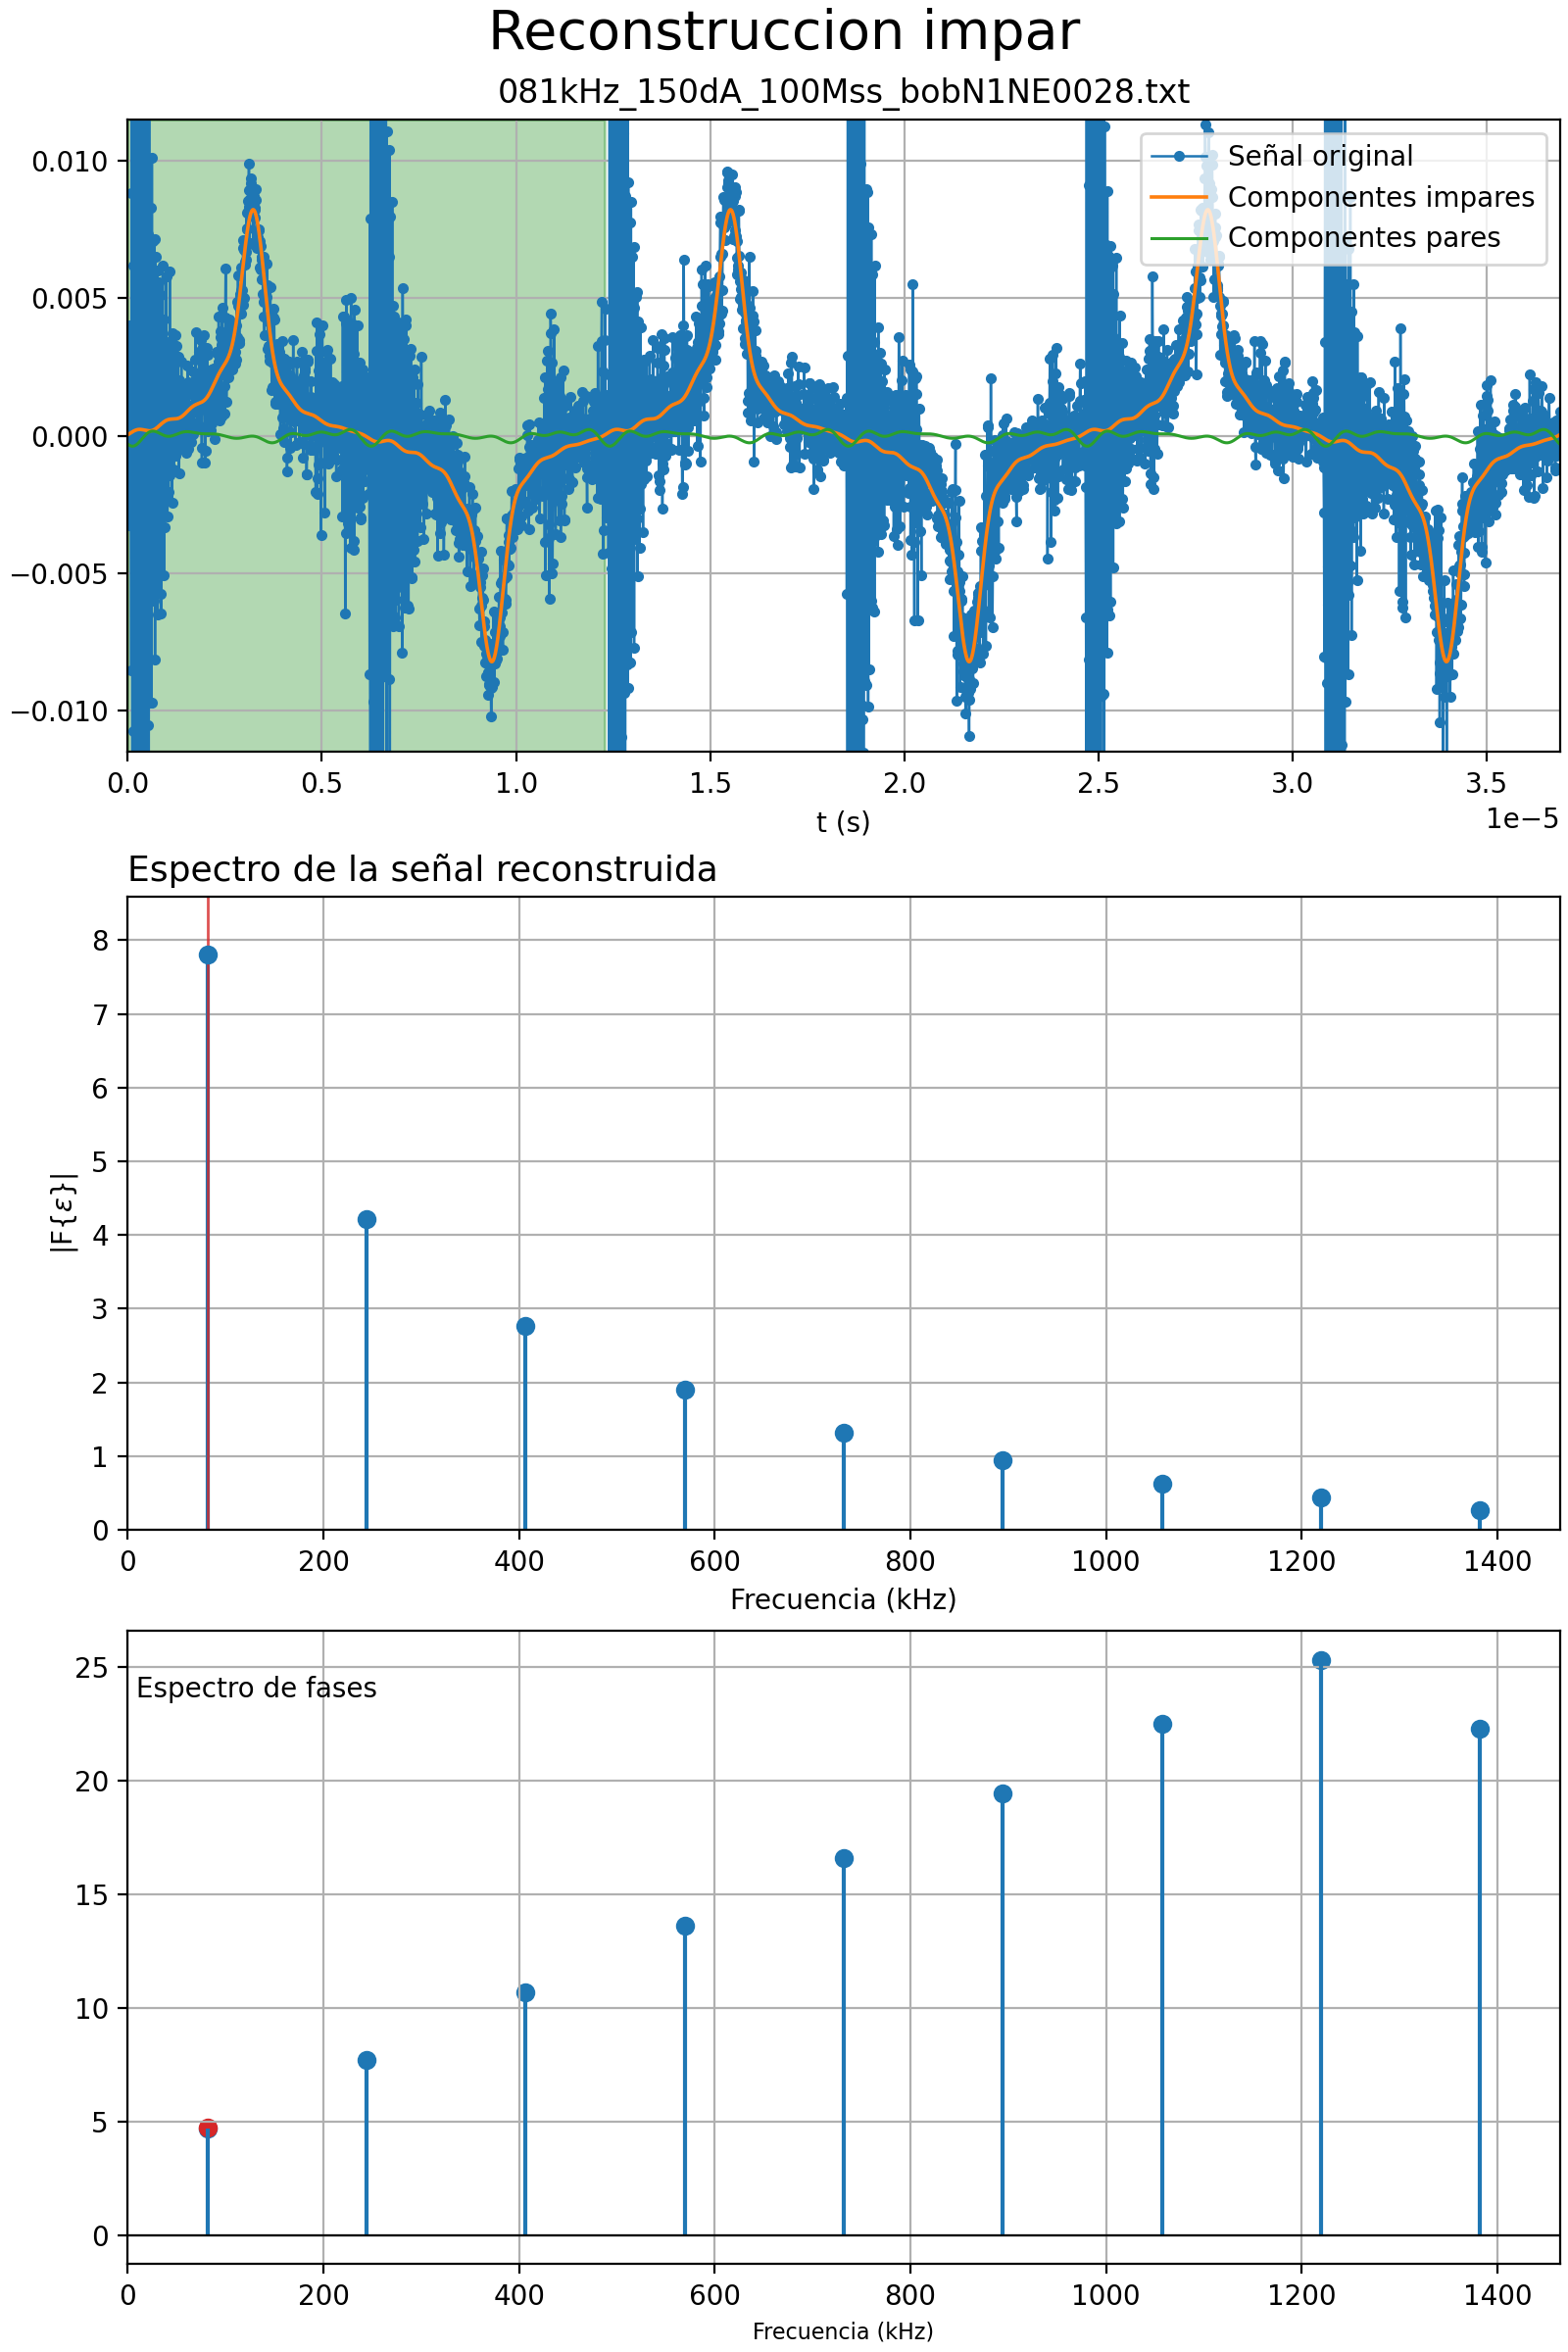 Reconstruccion impar
081kHz_150dA_100Mss_bobN1NE0028.txt
Señal original
Componentes impares
Componentes pares
0.010
0.005
0.000
−0.005
−0.010
0.0 0.5 1.0 1.5 2.0 2.5 3.0 3.5
1e−5
t (s)
Espectro de la señal reconstruida
8
7
6
5
4
3
2
1
0
|F{ε}|
0 200 400 600 800 1000 1200 1400
Frecuencia (kHz)
Espectro de fases
25
20
15
10
5
0
0 200 400 600 800 1000 1200 1400
Frecuencia (kHz)